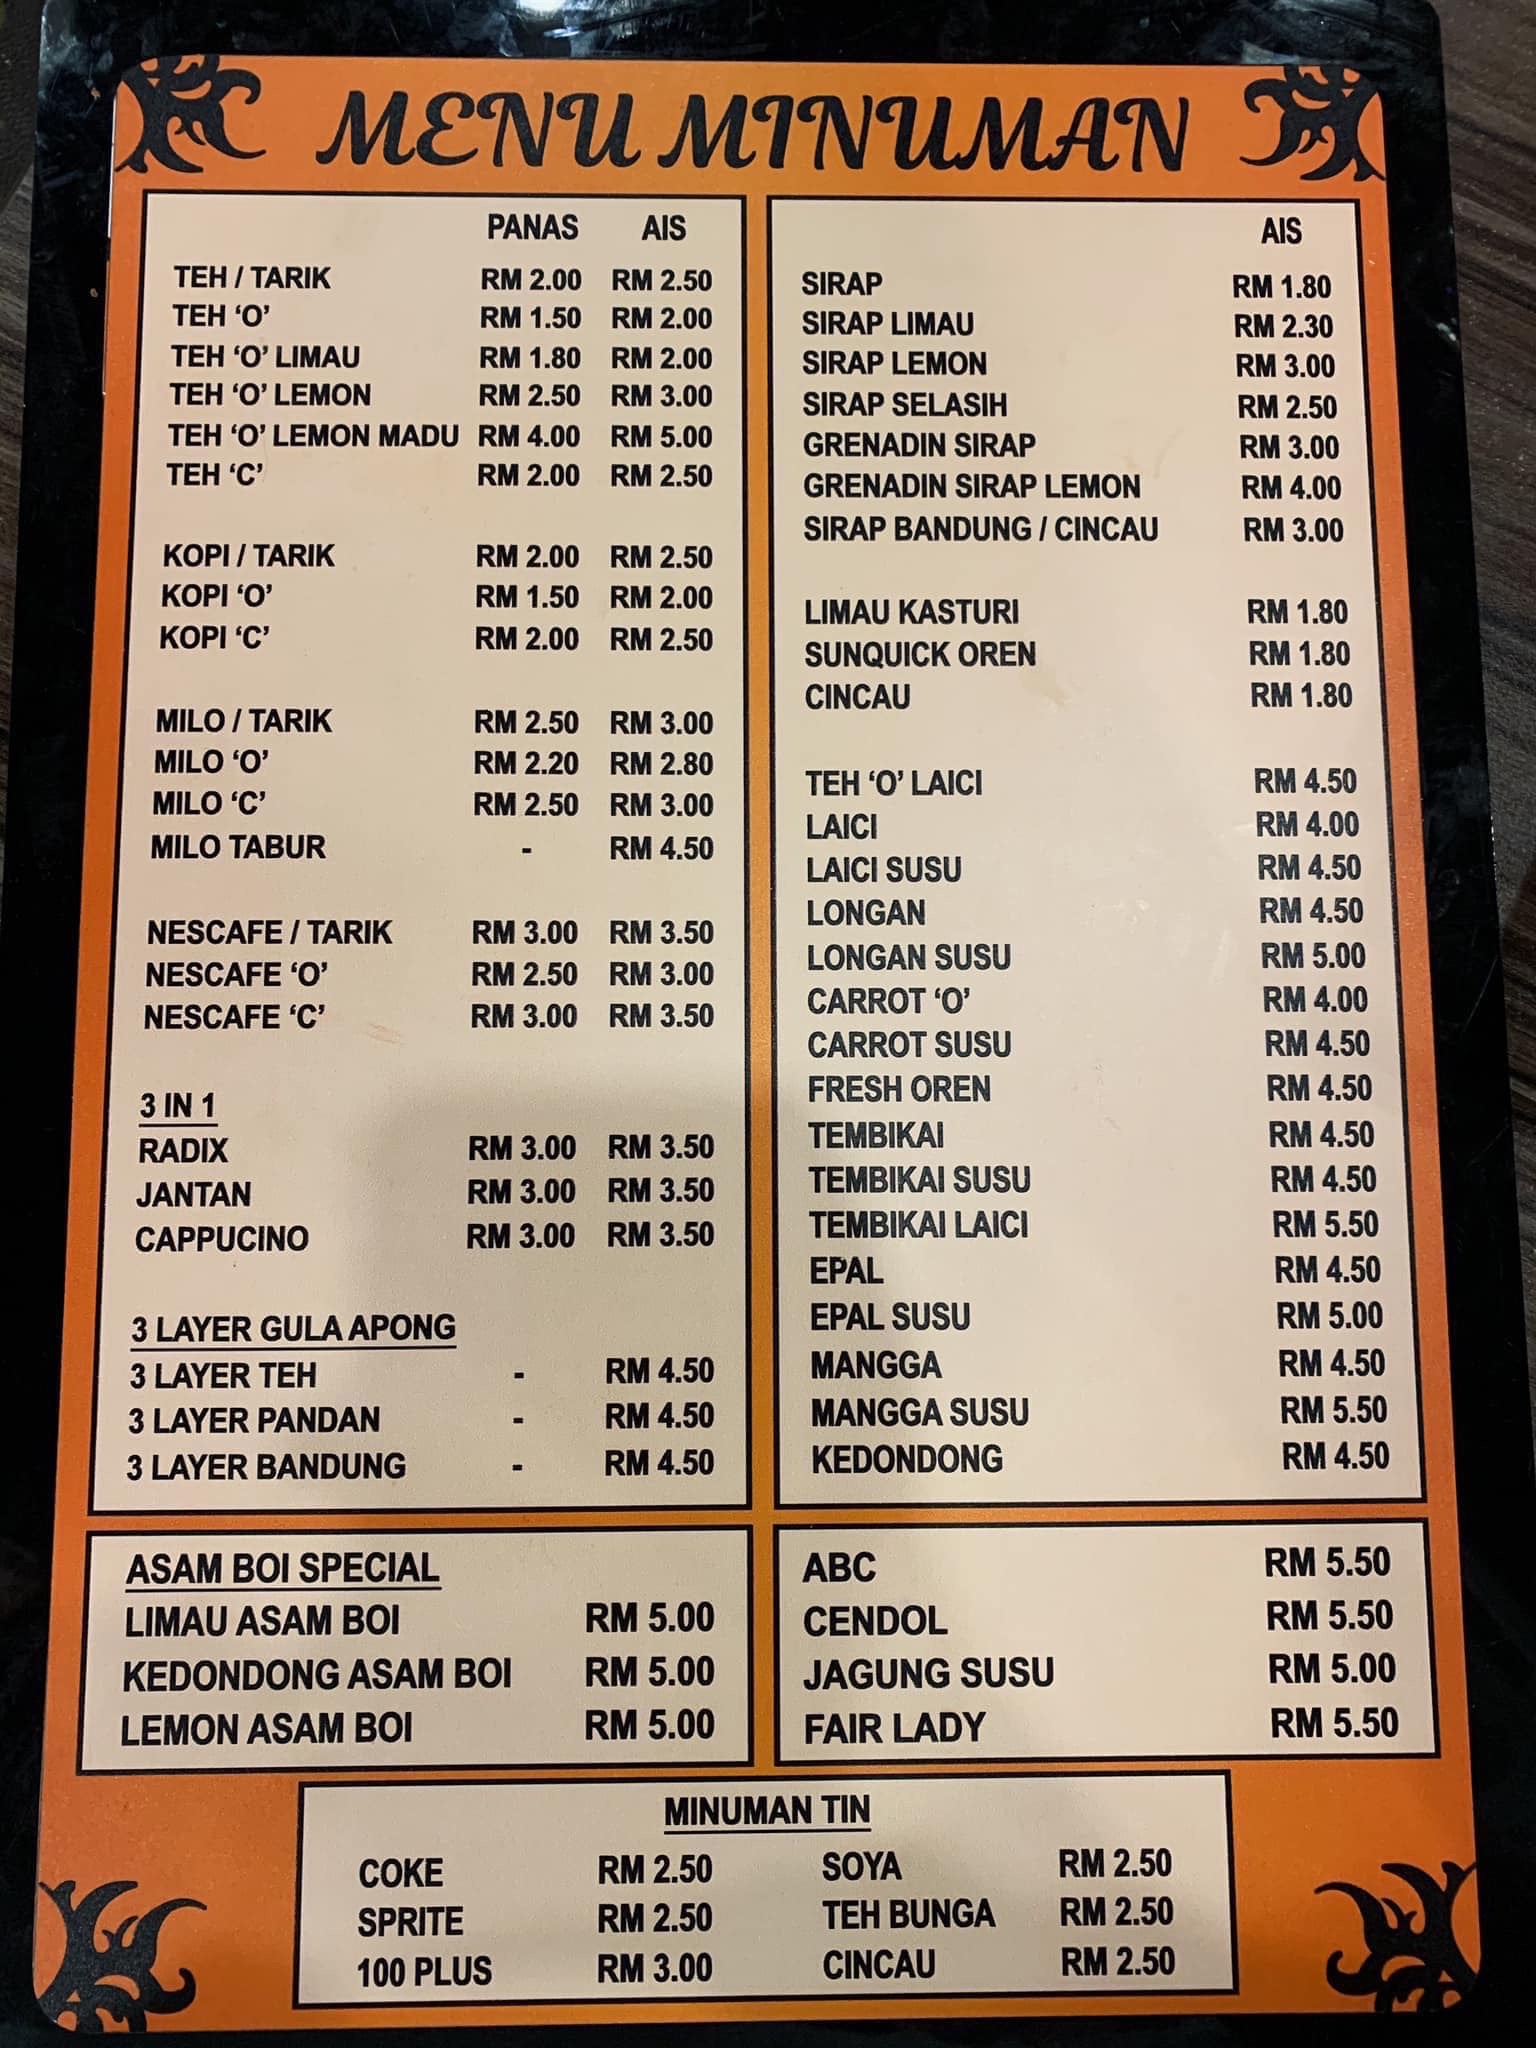 MENU MINUMAN
PANAS AIS
TEH / TARIK RM 2.00 RM 2.50
TEH ‘O’ RM 1.50 RM 2.00
TEH ‘O’ LIMAU RM 1.80 RM 2.00
TEH ‘O’ LEMON RM 2.50 RM 3.00
TEH ‘O’ LEMON MADU RM 4.00 RM 5.00
TEH ‘C’ RM 2.00 RM 2.50
KOPI / TARIK RM 2.00 RM 2.50
KOPI ‘O’ RM 1.50 RM 2.00
KOPI ‘C’ RM 2.00 RM 2.50
MILO / TARIK RM 2.50 RM 3.00
MILO ‘O’ RM 2.20 RM 2.80
MILO ‘C’ RM 2.50 RM 3.00
MILO TABUR - RM 4.50
NESCAFE / TARIK RM 3.00 RM 3.50
NESCAFE ‘O’ RM 2.50 RM 3.00
NESCAFE ‘C’ RM 3.00 RM 3.50
3 IN 1
RADIX RM 3.00 RM 3.50
JANTAN RM 3.00 RM 3.50
CAPPUCINO RM 3.00 RM 3.50
3 LAYER GULA APONG
3 LAYER TEH - RM 4.50
3 LAYER PANDAN - RM 4.50
3 LAYER BANDUNG - RM 4.50
AIS
SIRAP RM 1.80
SIRAP LIMAU RM 2.30
SIRAP LEMON RM 3.00
SIRAP SELASIH RM 2.50
GRENADIN SIRAP RM 3.00
GRENADIN SIRAP LEMON RM 4.00
SIRAP BANDUNG / CINCAU RM 3.00
LIMAU KASTURI RM 1.80
SUNQUICK OREN RM 1.80
CINCAU RM 1.80
TEH ‘O’ LAICI RM 4.50
LAICI RM 4.00
LAICI SUSU RM 4.50
LONGAN RM 4.50
LONGAN SUSU RM 5.00
CARROT ‘O’ RM 4.00
CARROT SUSU RM 4.50
FRESH OREN RM 4.50
TEMBIKAI RM 4.50
TEMBIKAI SUSU RM 4.50
TEMBIKAI LAICI RM 5.50
EPAL RM 4.50
EPAL SUSU RM 5.00
MANGGA RM 4.50
MANGGA SUSU RM 5.50
KEDONDONG RM 4.50
ASAM BOI SPECIAL
LIMAU ASAM BOI RM 5.00
KEDONDONG ASAM BOI RM 5.00
LEMON ASAM BOI RM 5.00
ABC RM 5.50
CENDOL RM 5.50
JAGUNG SUSU RM 5.00
FAIR LADY RM 5.50
MINUMAN TIN
COKE RM 2.50 SOYA RM 2.50
SPRITE RM 2.50 TEH BUNGA RM 2.50
100 PLUS RM 3.00 CINCAU RM 2.50